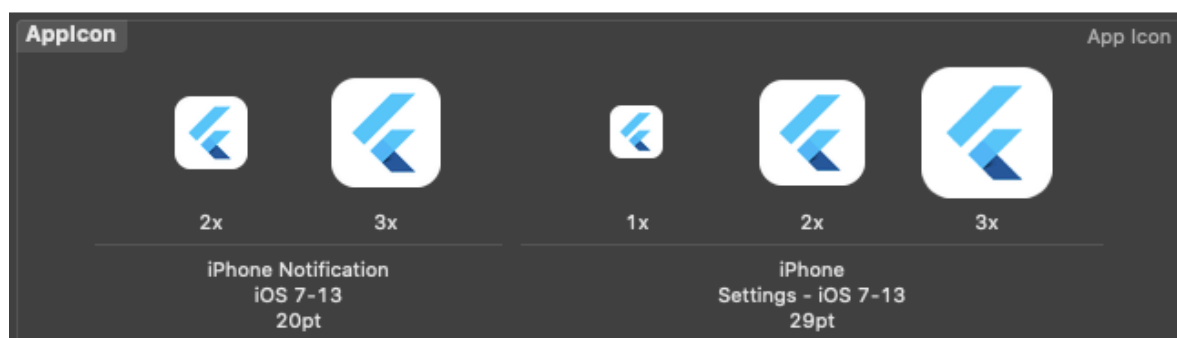 AppIcon
App Icon
2x
3x
1x
2x
3x
iPhone Notification
iOS 7-13
20pt
iPhone
Settings - iOS 7-13
29pt